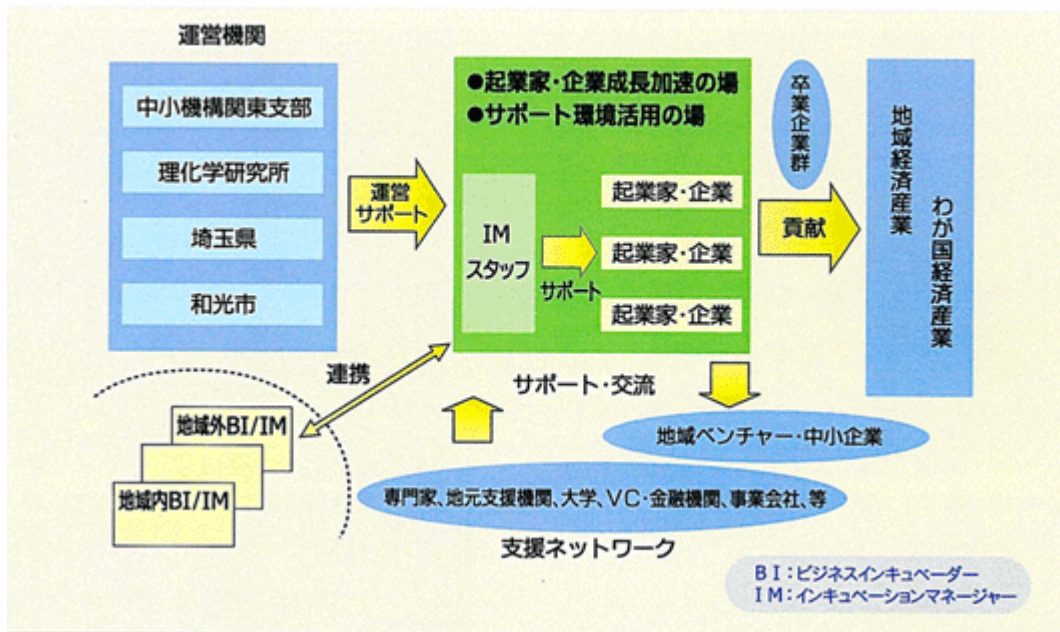 運営機関
中小機構関東支部
理化学研究所
埼玉県
和光市
運営
サポート
●起業家・企業成長加速の場
●サポート環境活用の場
IM
スタッフ
サポート
起業家・企業
起業家・企業
起業家・企業
卒業企業群
貢献
地域経済産業
わが国経済産業
連携
サポート・交流
地域外BI/IM
地域内BI/IM
地域ベンチャー・中小企業
専門家、地元支援機関、大学、VC・金融機関、事業会社、等
支援ネットワーク
BI：ビジネスインキュベーダー
IM：インキュベーションマネージャー